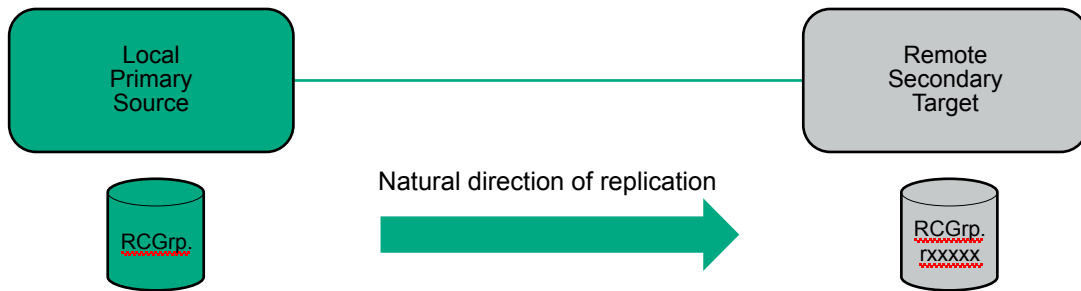 Local
Primary
Source
Remote
Secondary
Target
Natural direction of replication
RCGrp.
RCGrp.
rxxxxx